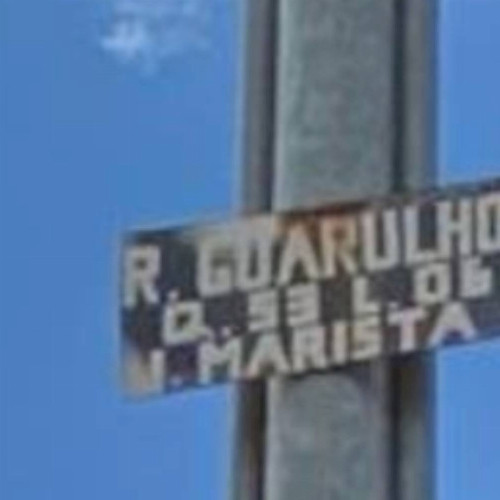 R. GUARULHO
Q. 53 L. 06
V. MARISTA